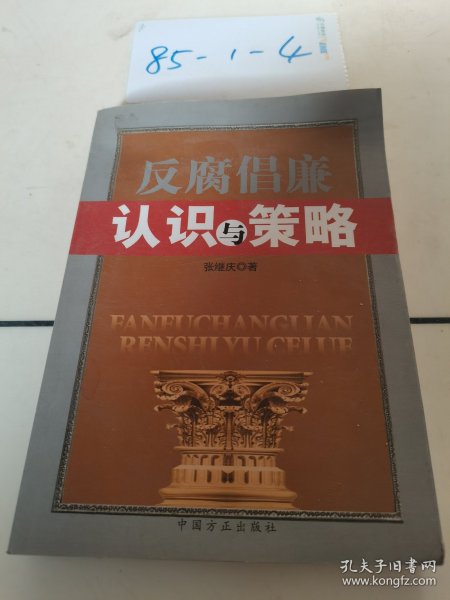 85-1-4
反腐倡廉
认识与策略
张继庆◎著
FANFUCHANGLIAN
RENSHI YU CELUE
中国方正出版社
孔夫子旧书网
www.kongfz.com